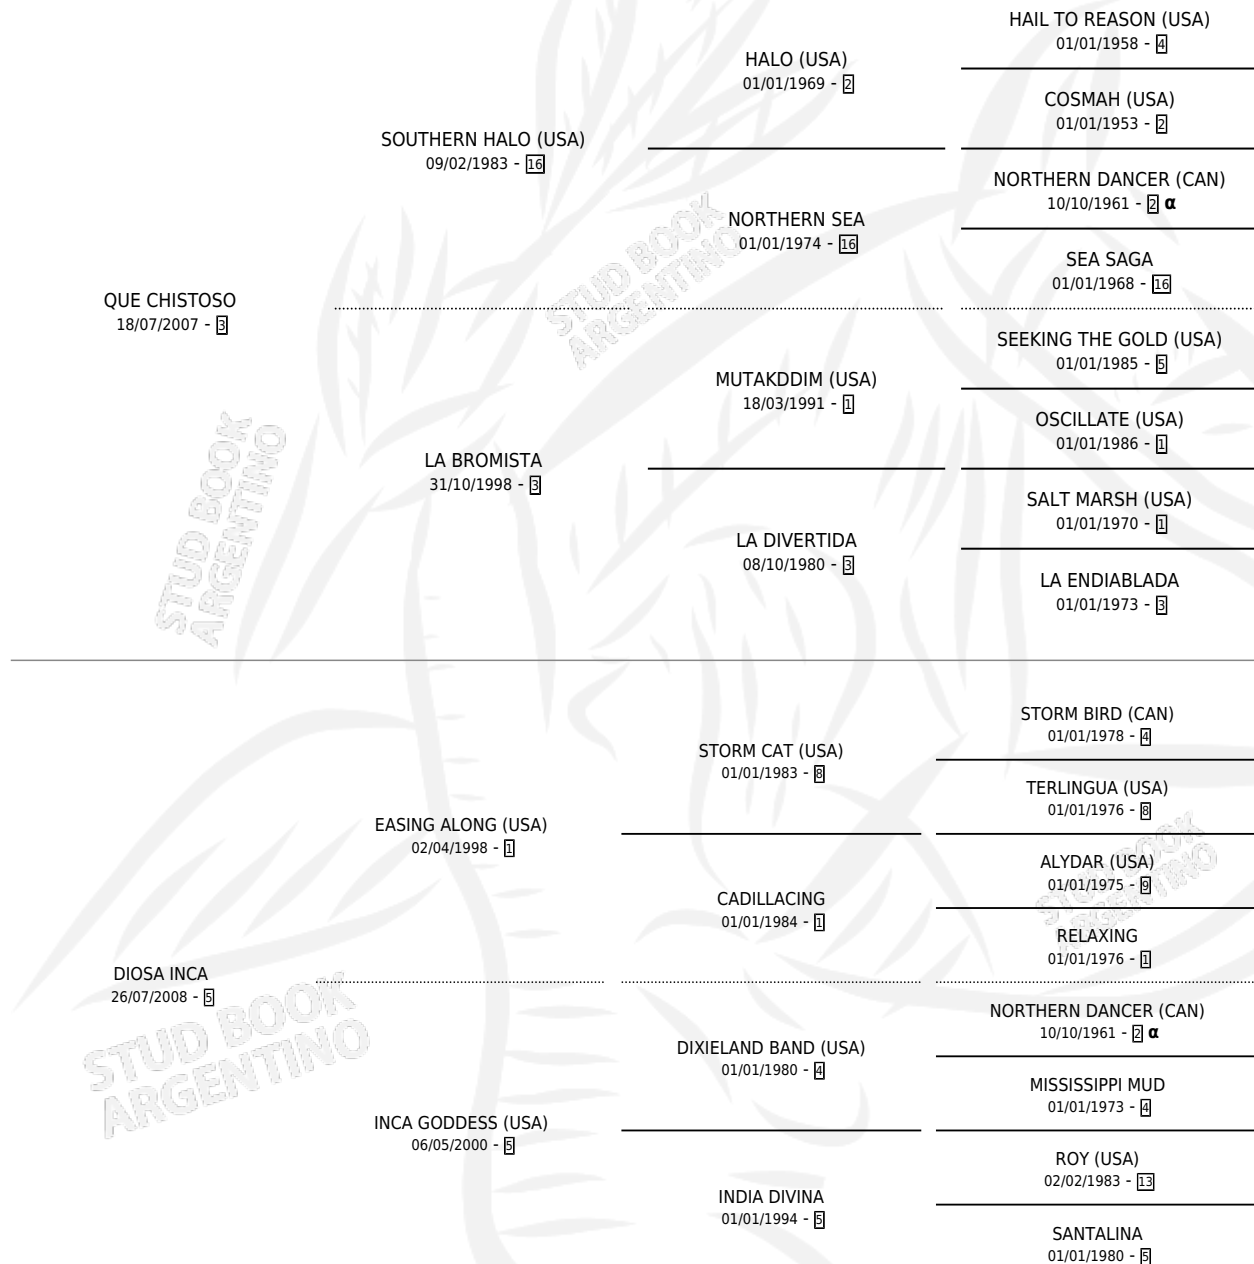 HAIL TO REASON (USA)
01/01/1958 - 4
HALO (USA)
01/01/1969 - 2
COSMAH (USA)
01/01/1953 - 2
SOUTHERN HALO (USA)
09/02/1983 - 16
NORTHERN DANCER (CAN)
10/10/1961 - 2 α
NORTHERN SEA
01/01/1974 - 16
SEA SAGA
01/01/1968 - 16
QUE CHISTOSO
18/07/2007 - 3
STUD BOOK
ARGENTINO
SEEKING THE GOLD (USA)
01/01/1985 - 5
MUTAKDDIM (USA)
18/03/1991 - 1
OSCILLATE (USA)
01/01/1986 - 1
LA BROMISTA
31/10/1998 - 3
SALT MARSH (USA)
01/01/1970 - 1
LA DIVERTIDA
08/10/1980 - 3
LA ENDIABLADA
01/01/1973 - 3
STUD BOOK
ARGENTINO
STORM BIRD (CAN)
01/01/1978 - 4
STORM CAT (USA)
01/01/1983 - 8
TERLINGUA (USA)
01/01/1976 - 8
EASING ALONG (USA)
02/04/1998 - 1
ALYDAR (USA)
01/01/1975 - 9
CADILLACING
01/01/1984 - 1
RELAXING
01/01/1976 - 1
STUD BOOK
ARGENTINO
DIOSA INCA
26/07/2008 - 5
NORTHERN DANCER (CAN)
10/10/1961 - 2 α
DIXIELAND BAND (USA)
01/01/1980 - 4
MISSISSIPPI MUD
01/01/1973 - 4
INCA GODDESS (USA)
06/05/2000 - 5
ROY (USA)
02/02/1983 - 13
INDIA DIVINA
01/01/1994 - 5
SANTALINA
01/01/1980 - 5
STUD BOOK
ARGENTINO